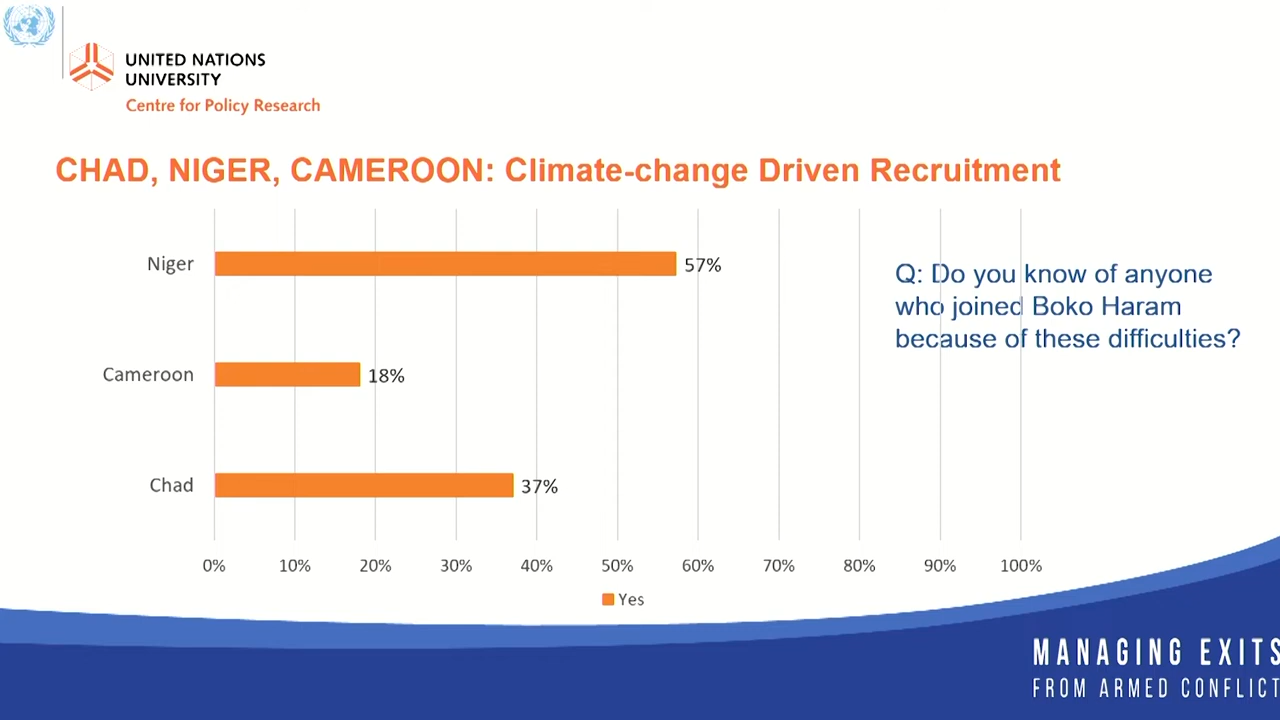 UNITED NATIONS
UNIVERSITY
Centre for Policy Research
CHAD, NIGER, CAMEROON: Climate-change Driven Recruitment
Niger
57%
Cameroon
18%
Chad
37%
0% 10% 20% 30% 40% 50% 60% 70% 80% 90% 100%
Yes
Q: Do you know of anyone
who joined Boko Haram
because of these difficulties?
MANAGING EXITS
FROM ARMED CONFLICT